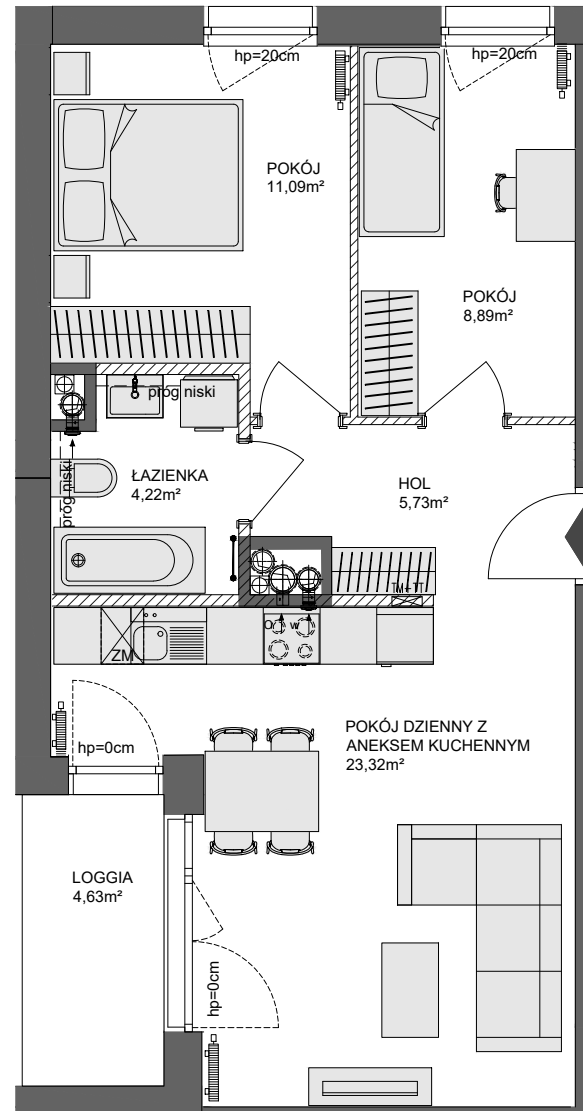 hp=20cm
hp=20cm
POKÓJ
11,09m²
POKÓJ
8,89m²
próg niski
ŁAZIENKA
4,22m²
próg niski
HOL
5,73m²
TM+TT
O w
ZM
POKÓJ DZIENNY Z
ANEKSEM KUCHENNYM
23,32m²
hp=0cm
LOGGIA
4,63m²
hp=0cm